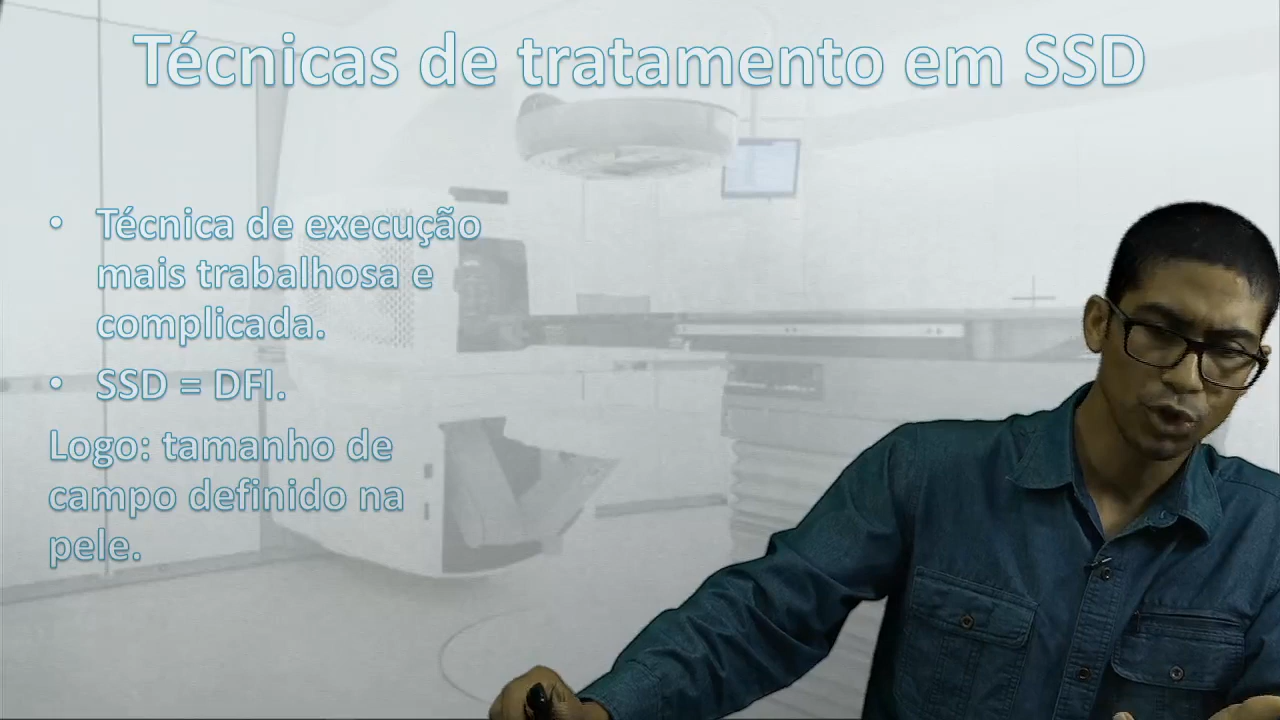 Técnicas de tratamento em SSD
• Técnica de execução
mais trabalhosa e
complicada.
• SSD = DFI.
Logo: tamanho de
campo definido na
pele.